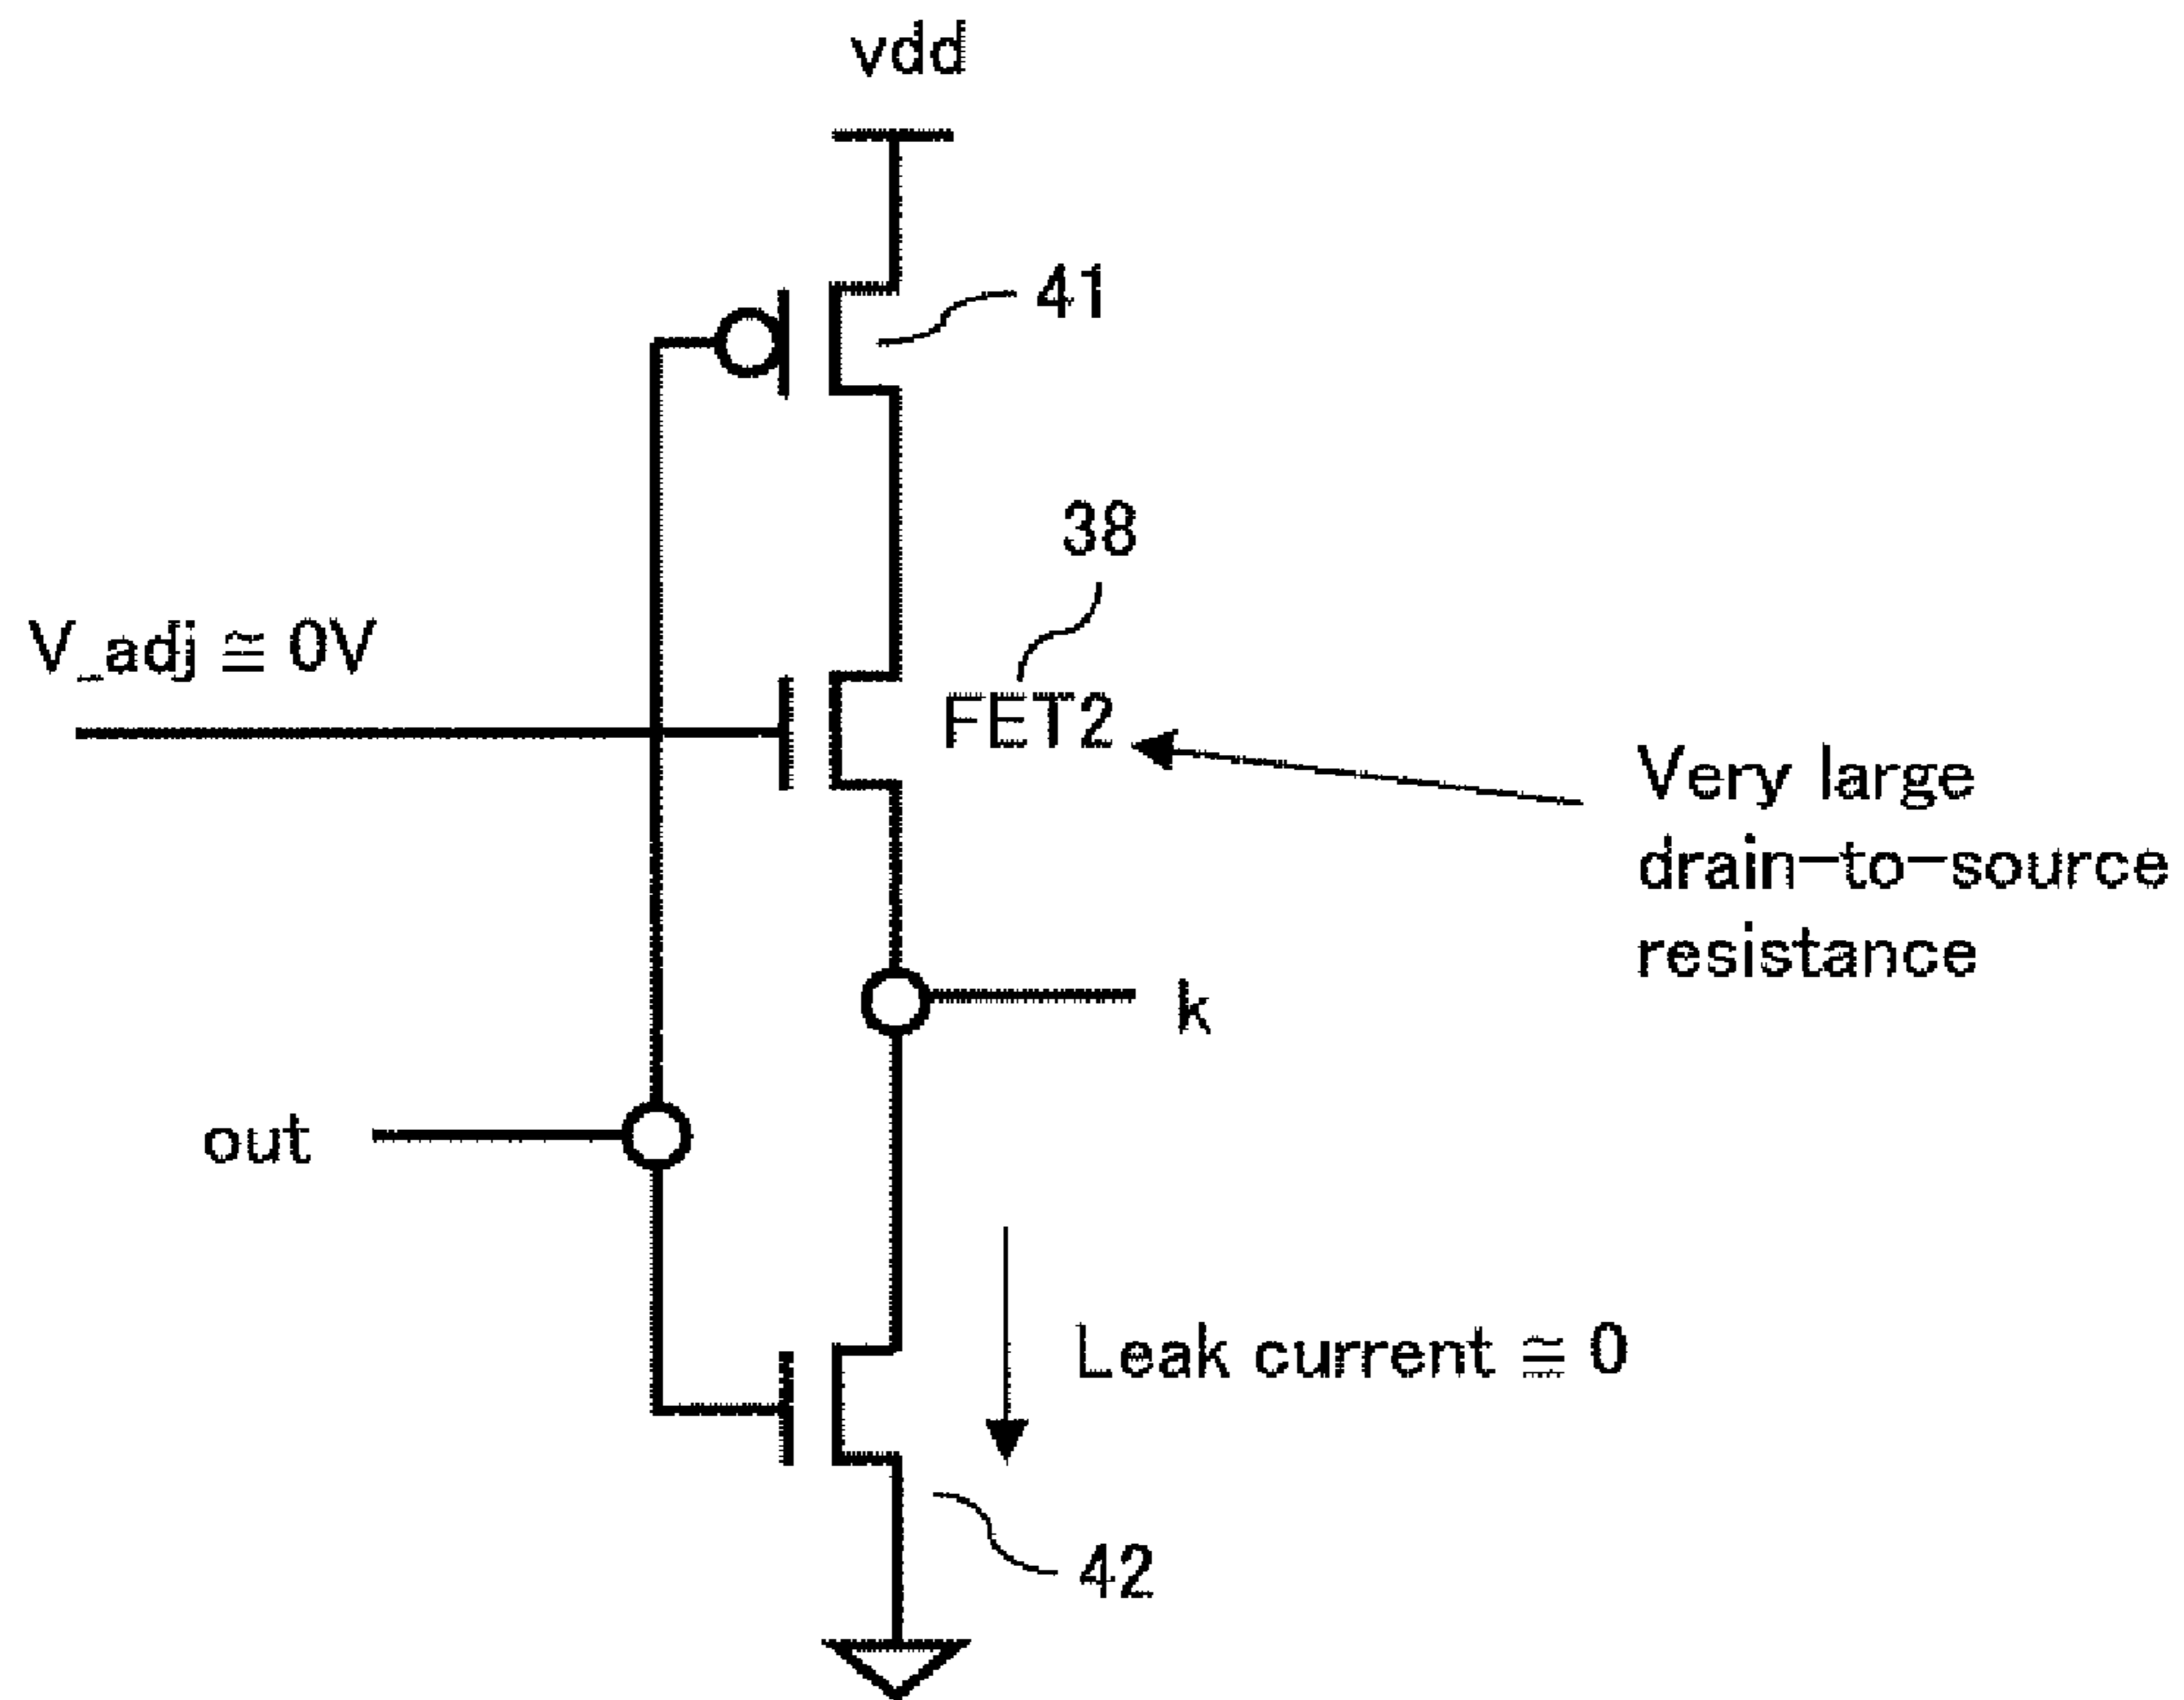 vdd
41
38
V_adj ≅ 0V
FET2
Very large
drain-to-source
resistance
k
out
Leak current ≅ 0
42